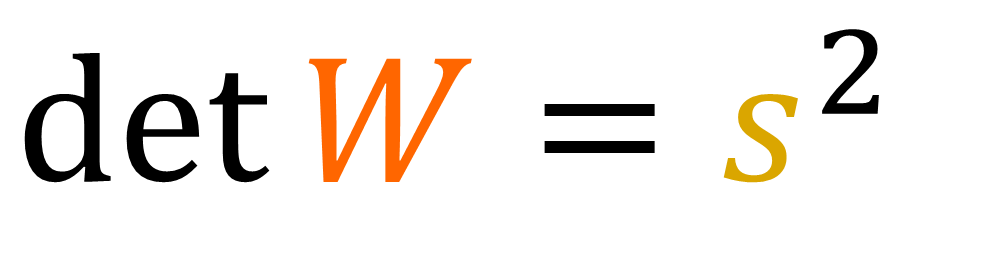 det W = s²